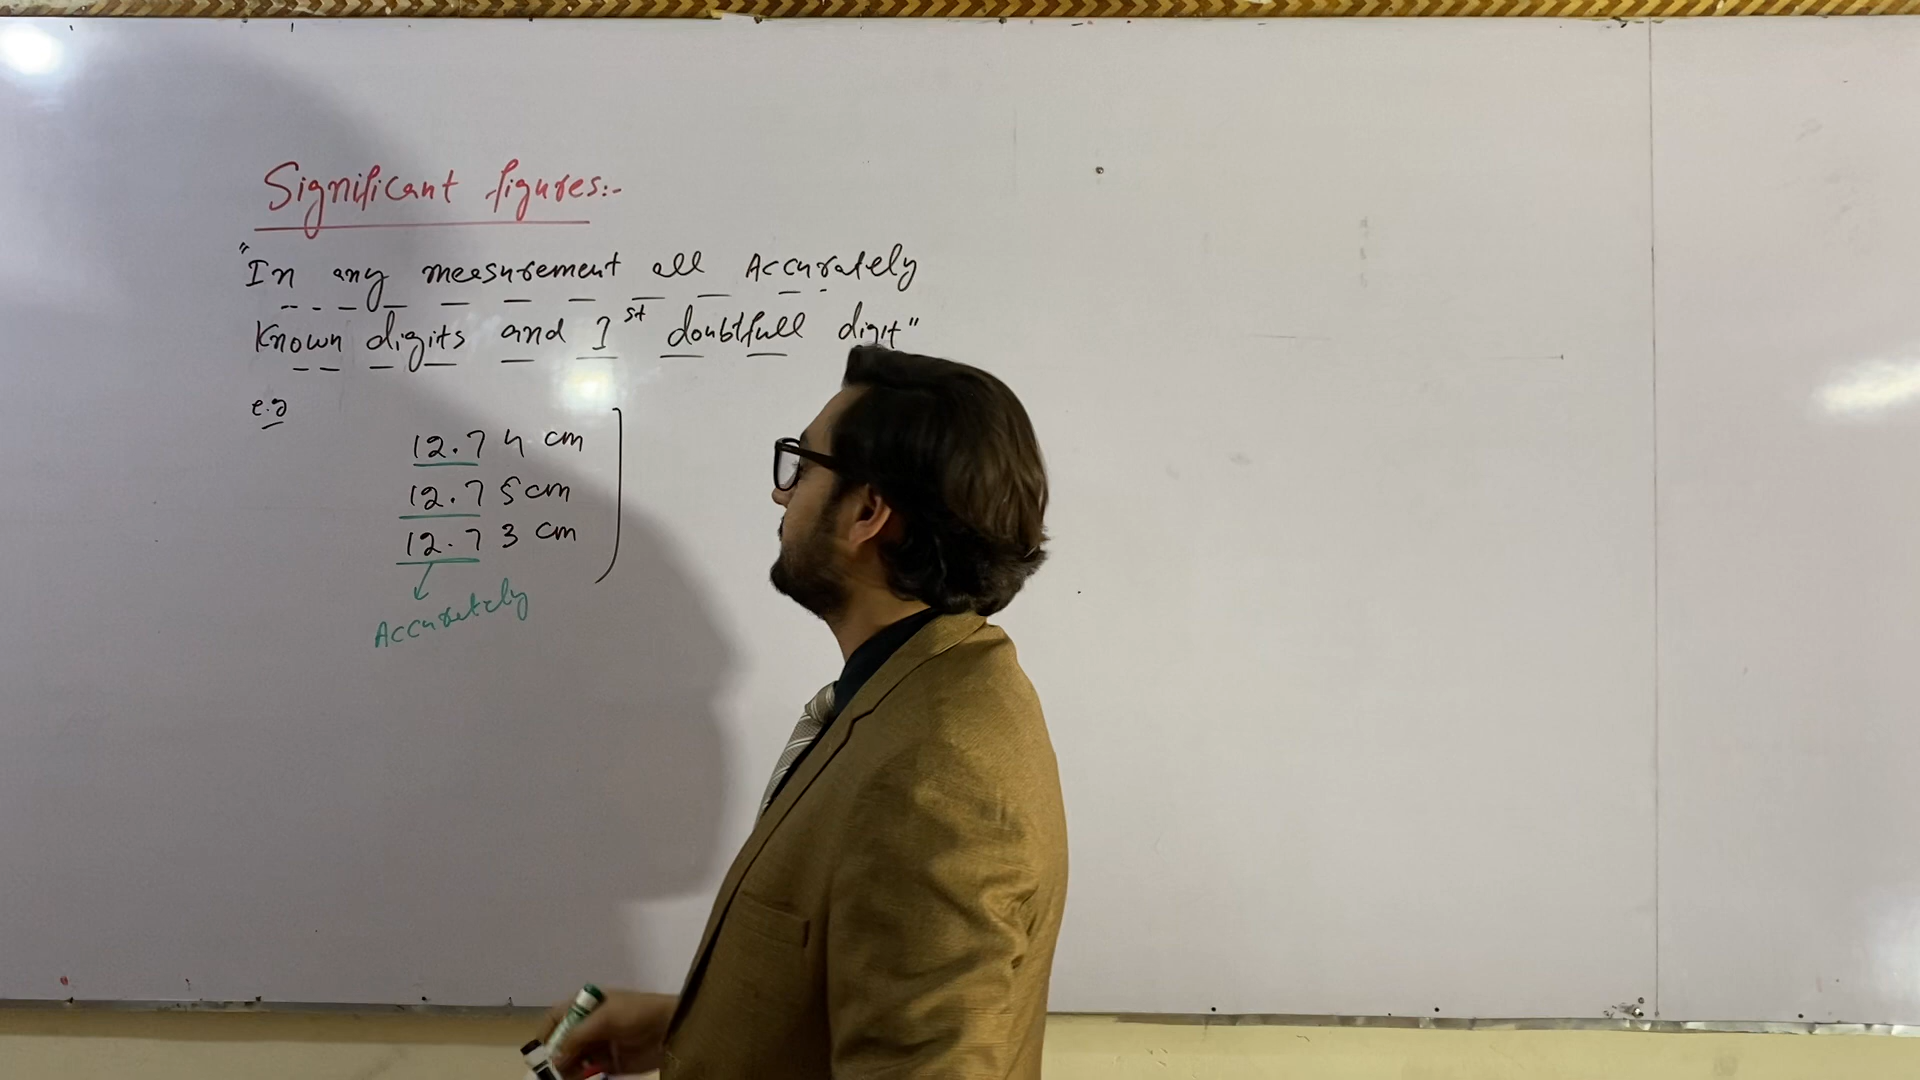 Significant figures:-
"In any measurement all Accurately
Known digits and 1st doubtfull digit"
e.g
12.74 cm
12.75 cm
12.73 cm
Accurately